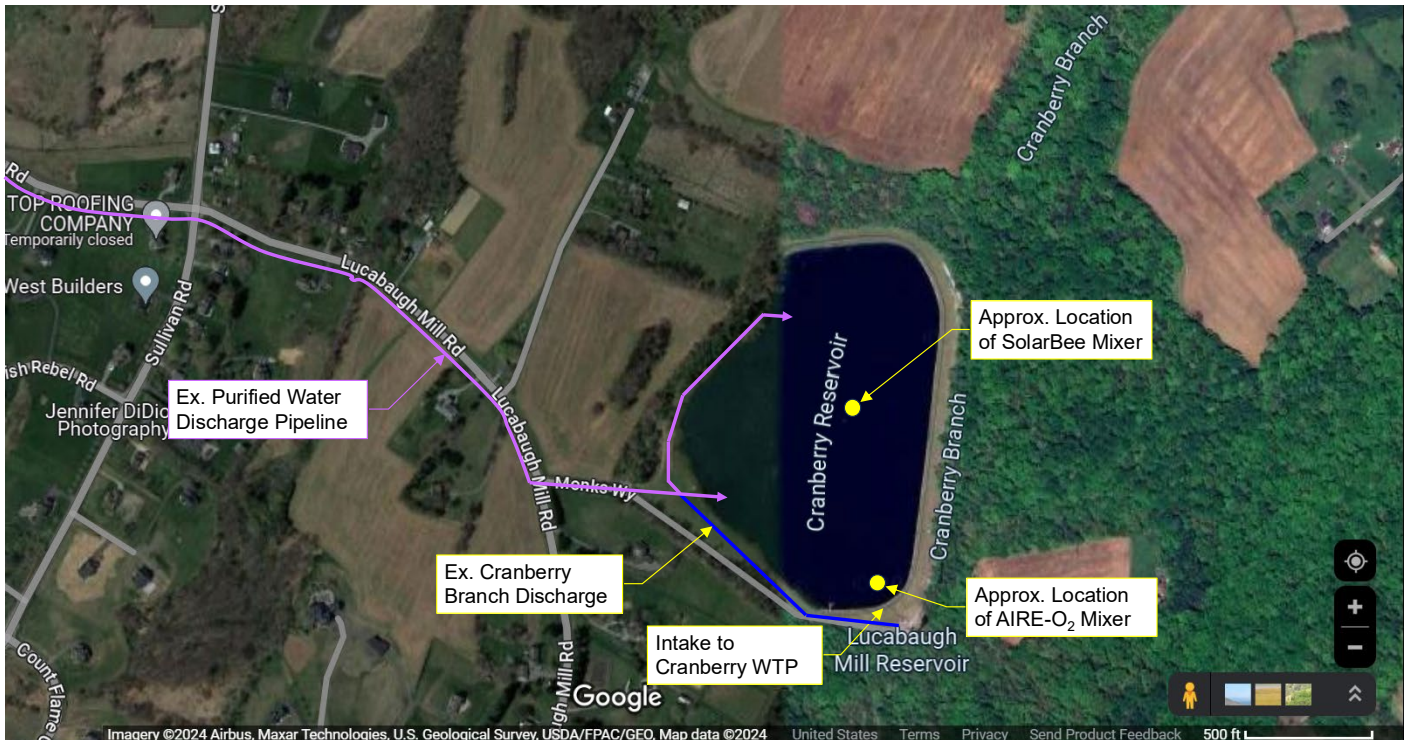 Cranberry Branch
Rd
TOP ROOFING
COMPANY
Temporarily closed
West Builders
Lucabaugh Mill Rd
Sullivan Rd
Approx. Location
of SolarBee Mixer
Cranberry Reservoir
ish Rebel Rd
Ex. Purified Water
Discharge Pipeline
Jennifer DiDio
Photography
Lucabaugh Mill Rd
Cranberry Branch
Monks Wy
Ex. Cranberry
Branch Discharge
Approx. Location
of AIRE-O2 Mixer
Intake to
Cranberry WTP
Lucabaugh
Mill Reservoir
Count Flame
ugh Mill Rd
Google
Imagery ©2024 Airbus, Maxar Technologies, U.S. Geological Survey, USDA/FPAC/GEO, Map data ©2024 United States Terms Privacy Send Product Feedback 500 ft